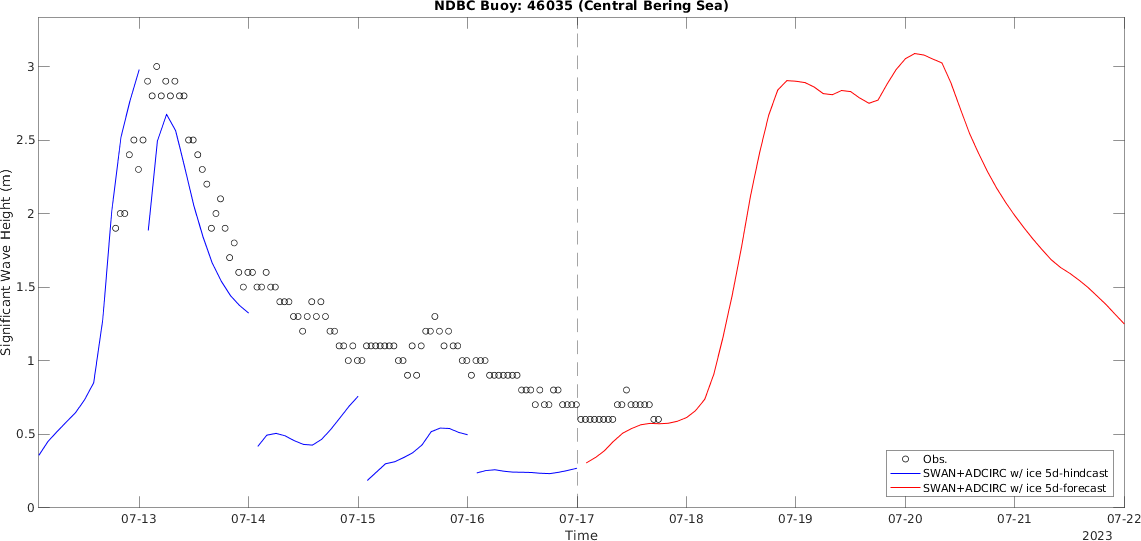 NDBC Buoy: 46035 (Central Bering Sea)
Significant Wave Height (m)
3
2.5
2
1.5
1
0.5
0
Obs.
SWAN+ADCIRC w/ ice 5d-hindcast
SWAN+ADCIRC w/ ice 5d-forecast
07-13 07-14 07-15 07-16 07-17 07-18 07-19 07-20 07-21 07-22
Time
2023